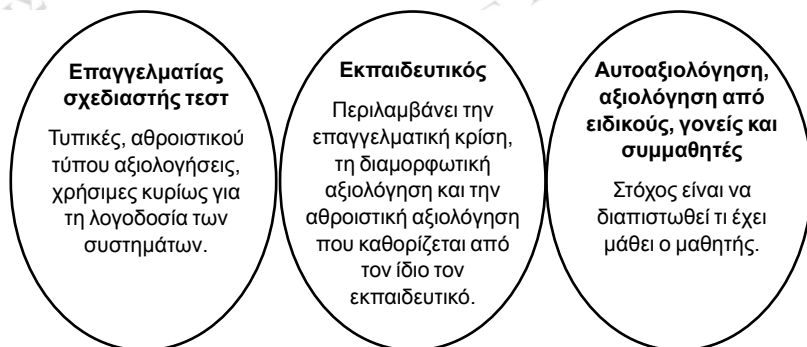 Επαγγελματίας
σχεδιαστής τεστ
Τυπικές, αθροιστικού
τύπου αξιολογήσεις,
χρήσιμες κυρίως για
τη λογοδοσία των
συστημάτων.
Εκπαιδευτικός
Περιλαμβάνει την
επαγγελματική κρίση,
τη διαμορφωτική
αξιολόγηση και την
αθροιστική αξιολόγηση
που καθορίζεται από
τον ίδιο τον
εκπαιδευτικό.
Αυτοαξιολόγηση,
αξιολόγηση από
ειδικούς, γονείς και
συμμαθητές
Στόχος είναι να
διαπιστωθεί τι έχει
μάθει ο μαθητής.